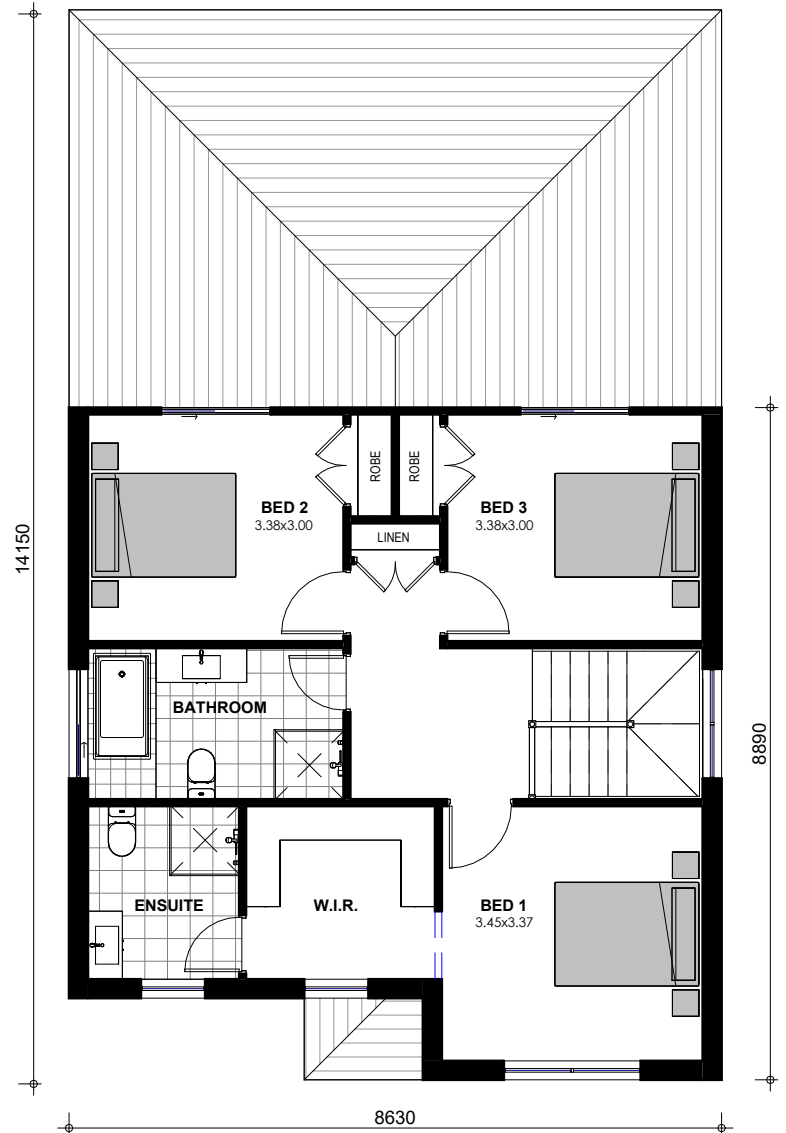 14150
8890
ROBE
ROBE
BED 2
3.38x3.00
BED 3
3.38x3.00
LINEN
BATHROOM
ENSUITE
W.I.R.
BED 1
3.45x3.37
8630